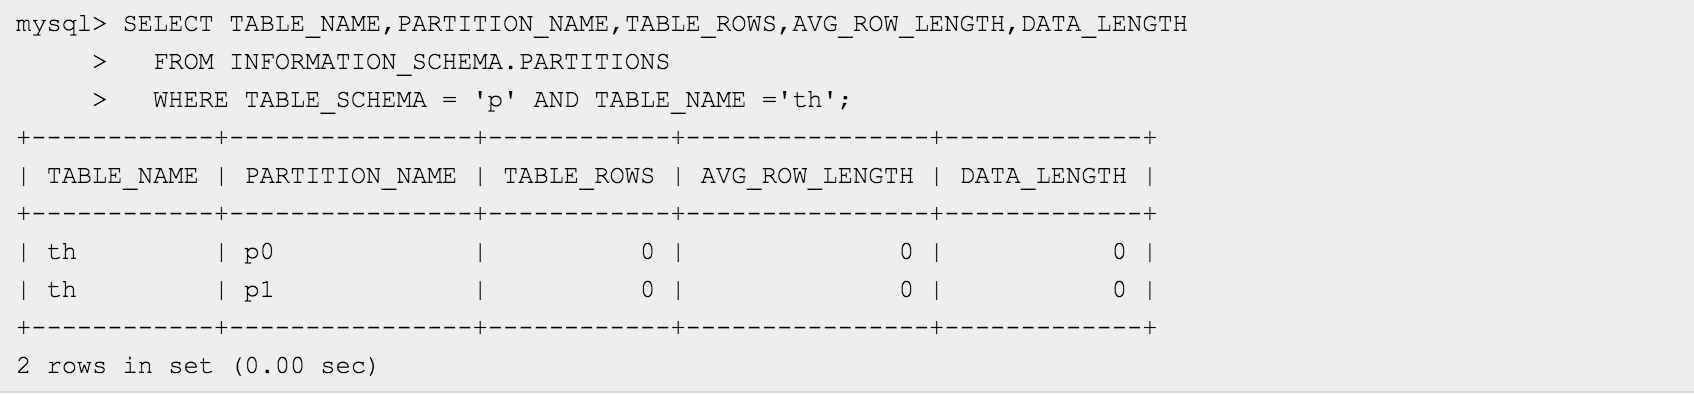 mysql> SELECT TABLE_NAME,PARTITION_NAME,TABLE_ROWS,AVG_ROW_LENGTH,DATA_LENGTH
     >   FROM INFORMATION_SCHEMA.PARTITIONS
     >   WHERE TABLE_SCHEMA = 'p' AND TABLE_NAME ='th';
+------------+----------------+------------+----------------+-------------+
| TABLE_NAME | PARTITION_NAME | TABLE_ROWS | AVG_ROW_LENGTH | DATA_LENGTH |
+------------+----------------+------------+----------------+-------------+
| th         | p0             |          0 |              0 |           0 |
| th         | p1             |          0 |              0 |           0 |
+------------+----------------+------------+----------------+-------------+
2 rows in set (0.00 sec)